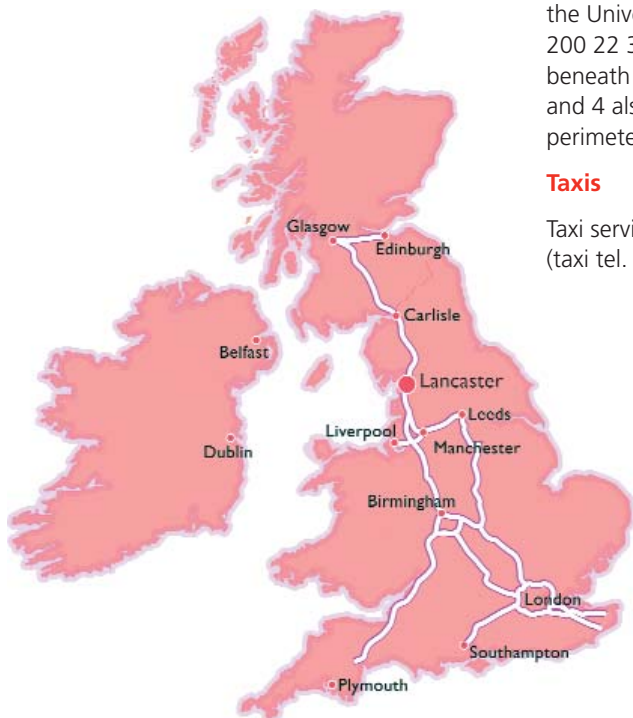 the Unive
200 22 3
beneath
and 4 als
perimete
Taxis
Taxi servi
(taxi tel.
Glasgow
Edinburgh
Carlisle
Belfast
Lancaster
Leeds
Liverpool
Manchester
Dublin
Birmingham
London
Southampton
Plymouth